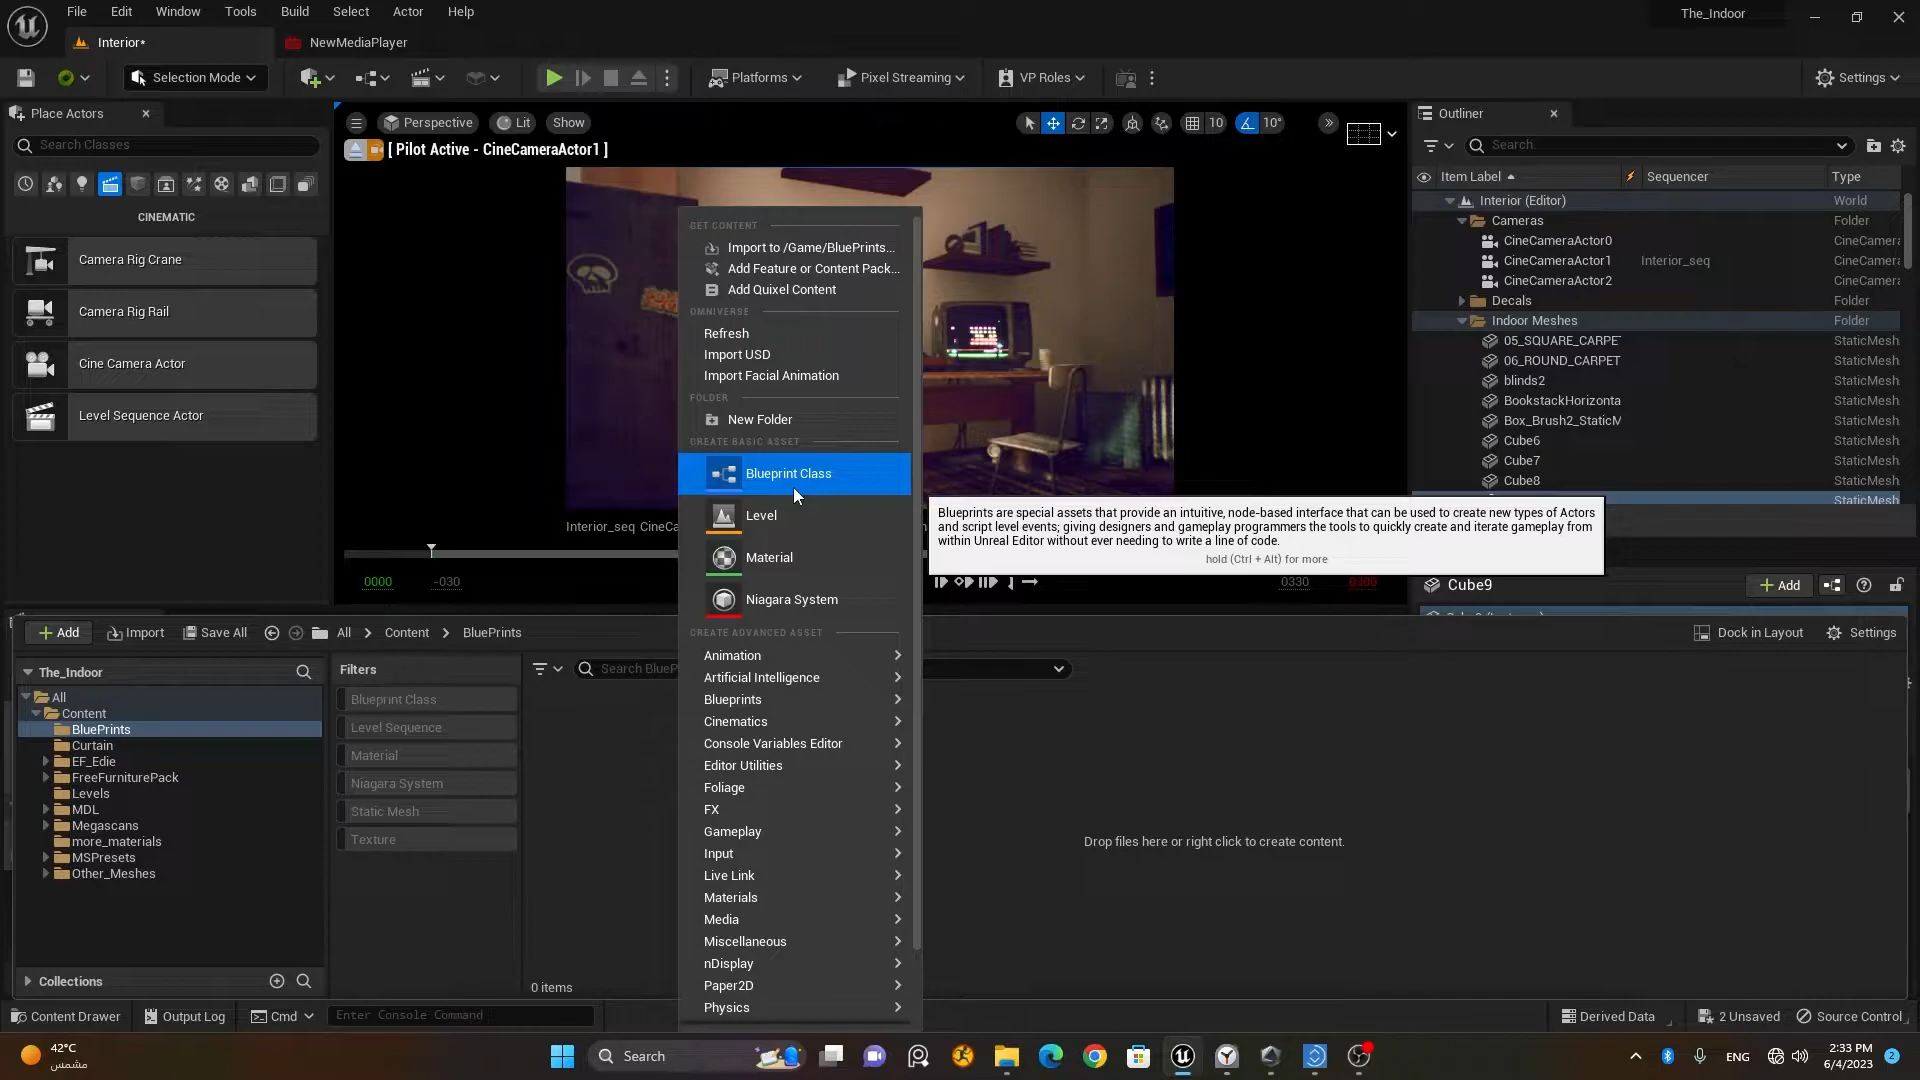 File Edit Window Tools Build Select Actor Help
The_Indoor
Interior*
NewMediaPlayer
Selection Mode
Platforms
Pixel Streaming
VP Roles
Settings
Place Actors
Search Classes
CINEMATIC
Camera Rig Crane
Camera Rig Rail
Cine Camera Actor
Level Sequence Actor
Perspective
Lit
Show
10
10°
[ Pilot Active - CineCameraActor1 ]
Interior_seq CineCa
0000
-030
0330
Outliner
Search.
Item Label
Sequencer
Type
Interior (Editor) World
Cameras Folder
CineCameraActor0 CineCamera
CineCameraActor1 Interior_seq CineCamera
CineCameraActor2 CineCamera
Decals Folder
Indoor Meshes Folder
05_SQUARE_CARPET StaticMesh
06_ROUND_CARPET StaticMesh
blinds2 StaticMesh
BookstackHorizonta StaticMesh
Box_Brush2_StaticM StaticMesh
Cube6 StaticMesh
Cube7 StaticMesh
Cube8 StaticMesh
StaticMesh
GET CONTENT
Import to /Game/BluePrints...
Add Feature or Content Pack...
Add Quixel Content
OMNIVERSE
Refresh
Import USD
Import Facial Animation
FOLDER
New Folder
CREATE BASIC ASSET
Blueprint Class
Level
Material
Niagara System
CREATE ADVANCED ASSET
Animation
Artificial Intelligence
Blueprints
Cinematics
Console Variables Editor
Editor Utilities
Foliage
FX
Gameplay
Input
Live Link
Materials
Media
Miscellaneous
nDisplay
Paper2D
Physics
Blueprints are special assets that provide an intuitive, node-based interface that can be used to create new types of Actors
and script level events; giving designers and gameplay programmers the tools to quickly create and iterate gameplay from
within Unreal Editor without ever needing to write a line of code.
hold (Ctrl + Alt) for more
Cube9
Add
Add
Import
Save All
All > Content > BluePrints
Dock in Layout
Settings
The_Indoor
All
Content
BluePrints
Curtain
EF_Edie
FreeFurniturePack
Levels
MDL
Megascans
more_materials
MSPresets
Other_Meshes
Collections
Filters
Blueprint Class
Level Sequence
Material
Niagara System
Static Mesh
Texture
Search BlueP
Drop files here or right click to create content.
0 items
Content Drawer
Output Log
Cmd
Enter Console Command
Derived Data
2 Unsaved
Source Control
42°C
مشمس
Search
ENG
2:33 PM
6/4/2023
2